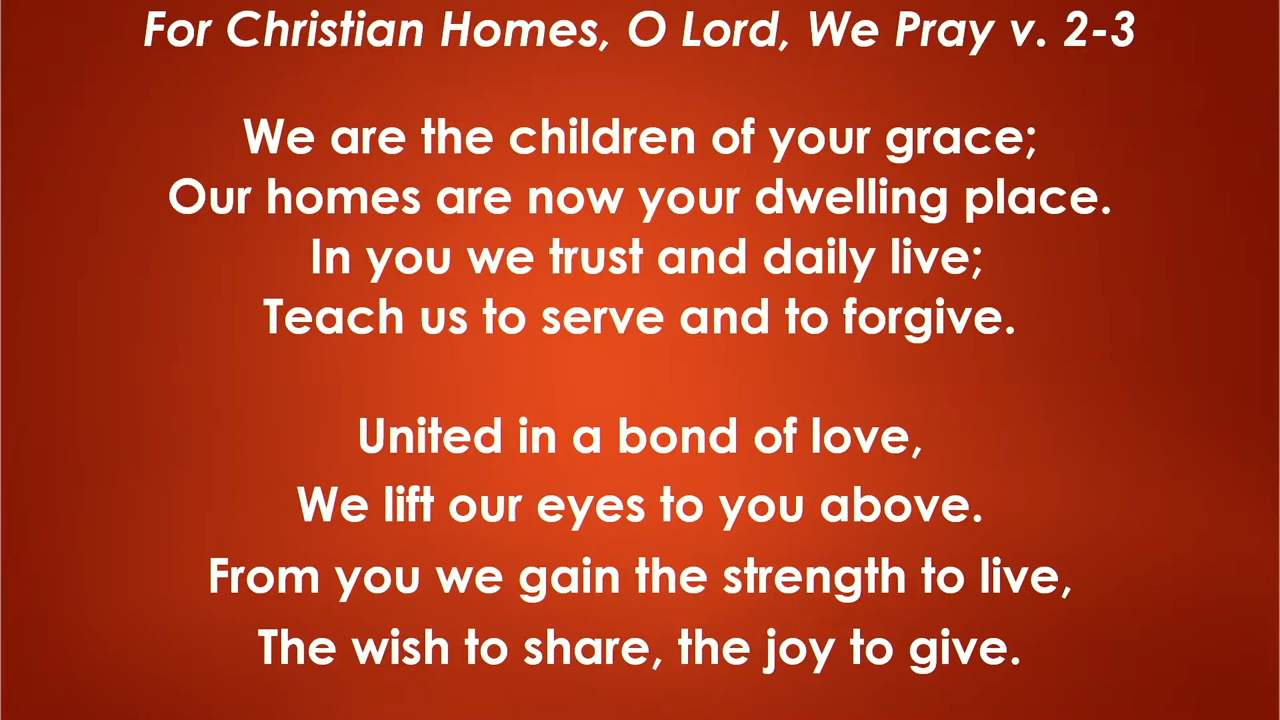 For Christian Homes, O Lord, We Pray v. 2-3
We are the children of your grace;
Our homes are now your dwelling place.
In you we trust and daily live;
Teach us to serve and to forgive.
United in a bond of love,
We lift our eyes to you above.
From you we gain the strength to live,
The wish to share, the joy to give.